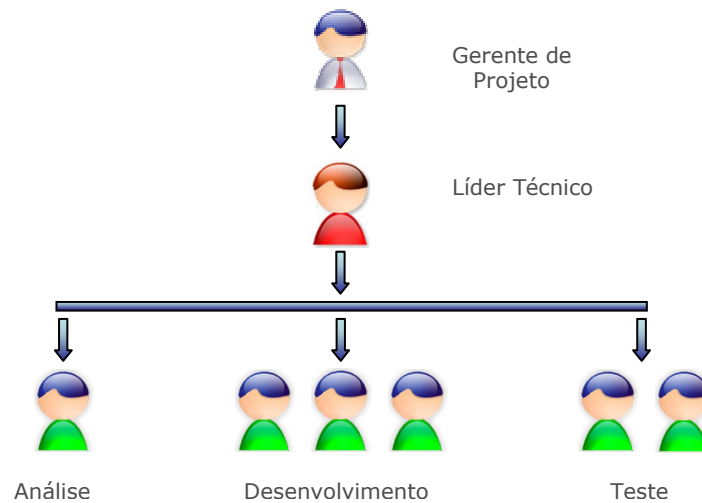 Gerente de
Projeto
Líder Técnico
Análise
Desenvolvimento
Teste